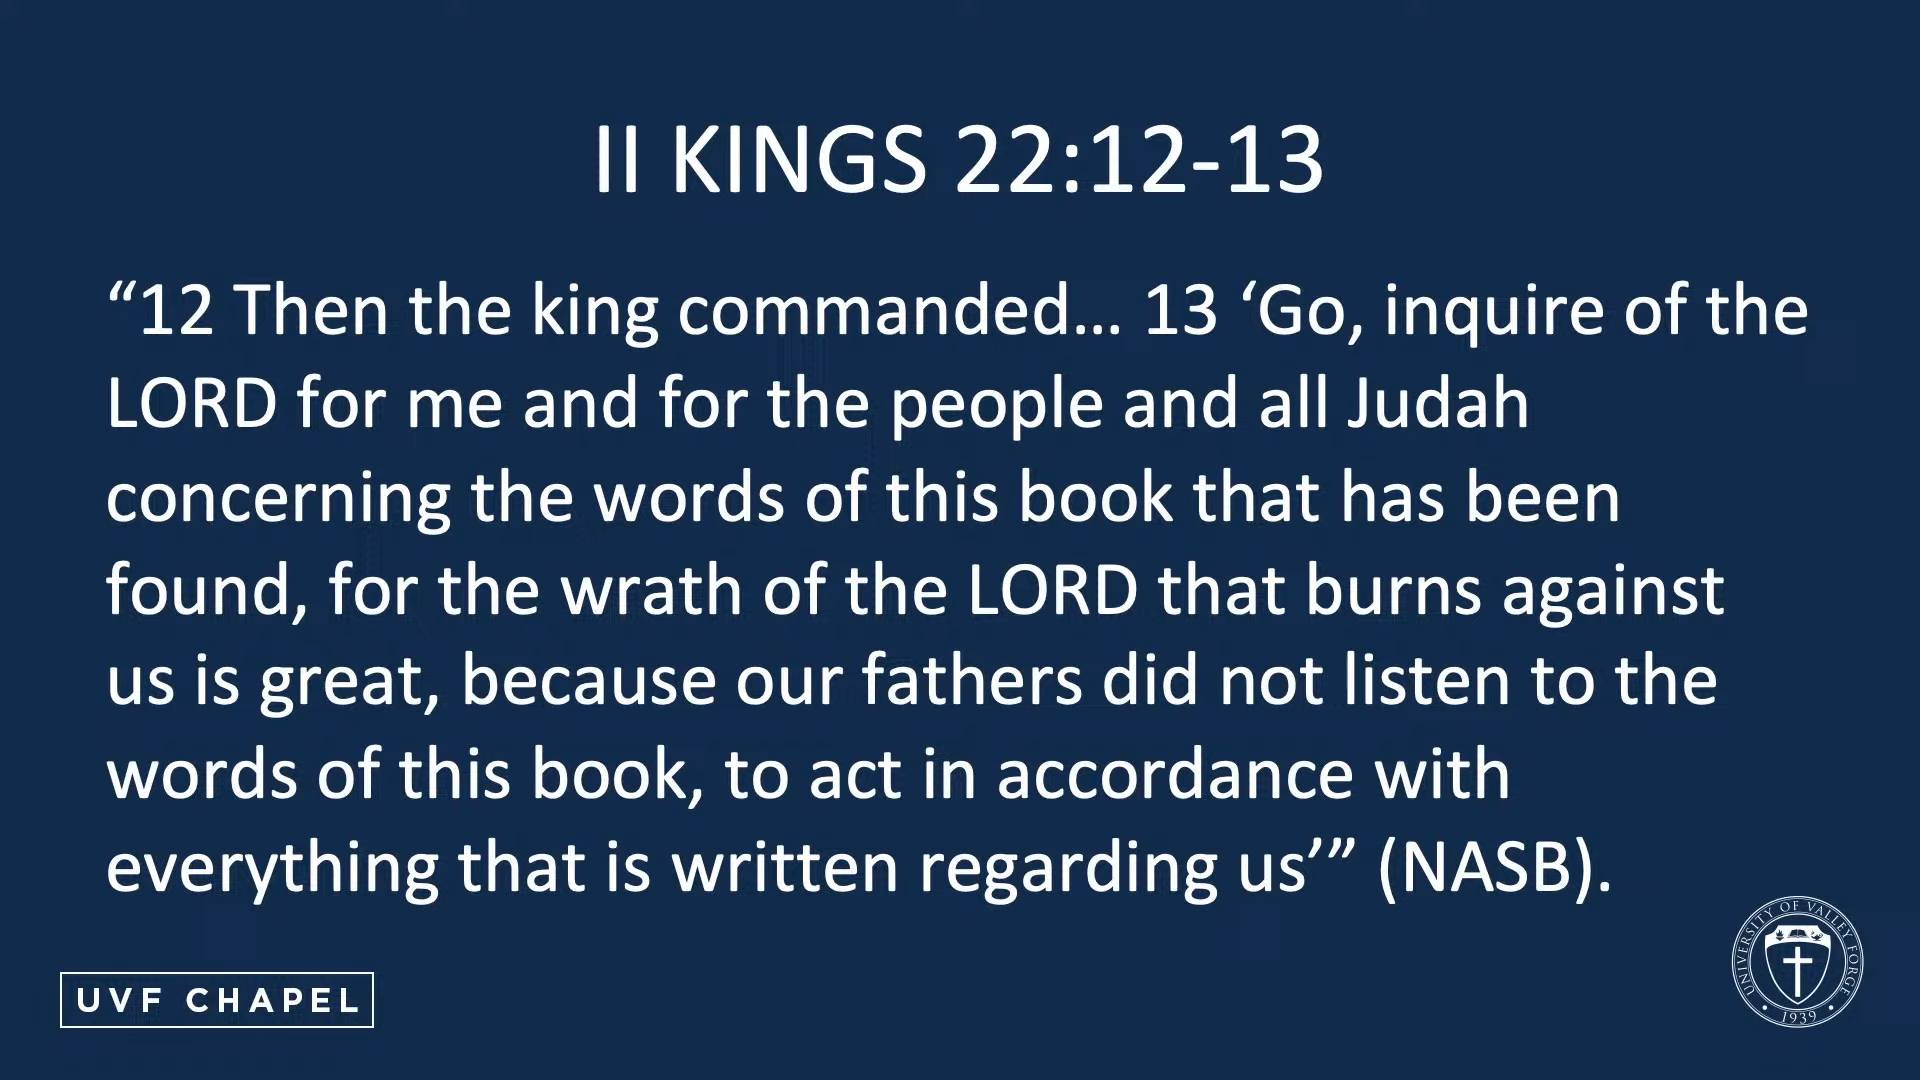 II KINGS 22:12-13
“12 Then the king commanded... 13 ‘Go, inquire of the
LORD for me and for the people and all Judah
concerning the words of this book that has been
found, for the wrath of the LORD that burns against
us is great, because our fathers did not listen to the
words of this book, to act in accordance with
everything that is written regarding us’” (NASB).
UVF CHAPEL
UNIVERSITY OF VALLEY FORGE
• 1939 •